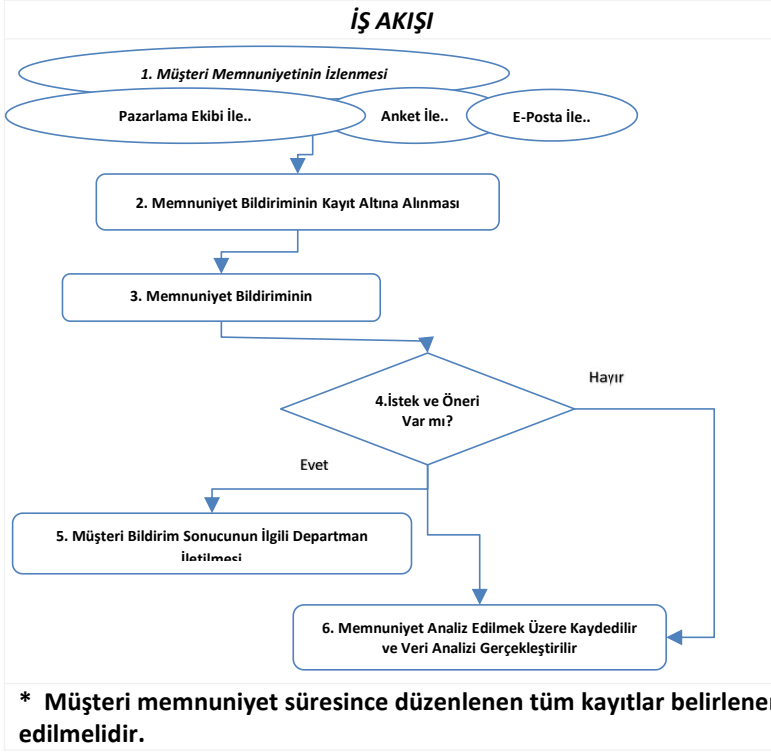 İŞ AKIŞI
1. Müşteri Memnuniyetinin İzlenmesi
Pazarlama Ekibi İle..
Anket İle..
E-Posta İle..
2. Memnuniyet Bildiriminin Kayıt Altına Alınması
3. Memnuniyet Bildiriminin
4.İstek ve Öneri
Var mı?
Hayır
Evet
5. Müşteri Bildirim Sonucunun İlgili Departman
İletilmesi
6. Memnuniyet Analiz Edilmek Üzere Kaydedilir
ve Veri Analizi Gerçekleştirilir
* Müşteri memnuniyet süresince düzenlenen tüm kayıtlar
edilmelidir.